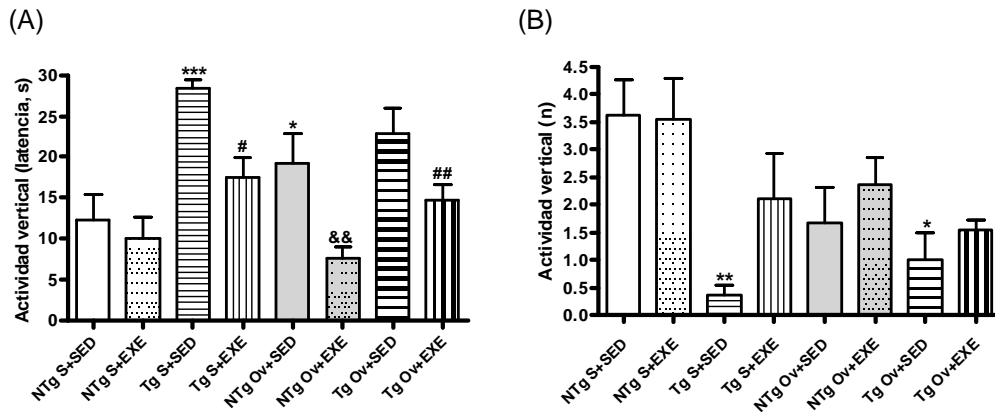 (A)
Actividad vertical (latencia, s)
30
25
20
15
10
5
0
***
#
*
&&
##
NTg S+SED
NTg S+EXE
Tg S+SED
Tg S+EXE
NTg Ov+SED
NTg Ov+EXE
Tg Ov+SED
Tg Ov+EXE
(B)
Actividad vertical (n)
4.5
4.0
3.5
3.0
2.5
2.0
1.5
1.0
0.5
0.0
**
*
NTg S+SED
NTg S+EXE
Tg S+SED
Tg S+EXE
NTg Ov+SED
NTg Ov+EXE
Tg Ov+SED
Tg Ov+EXE